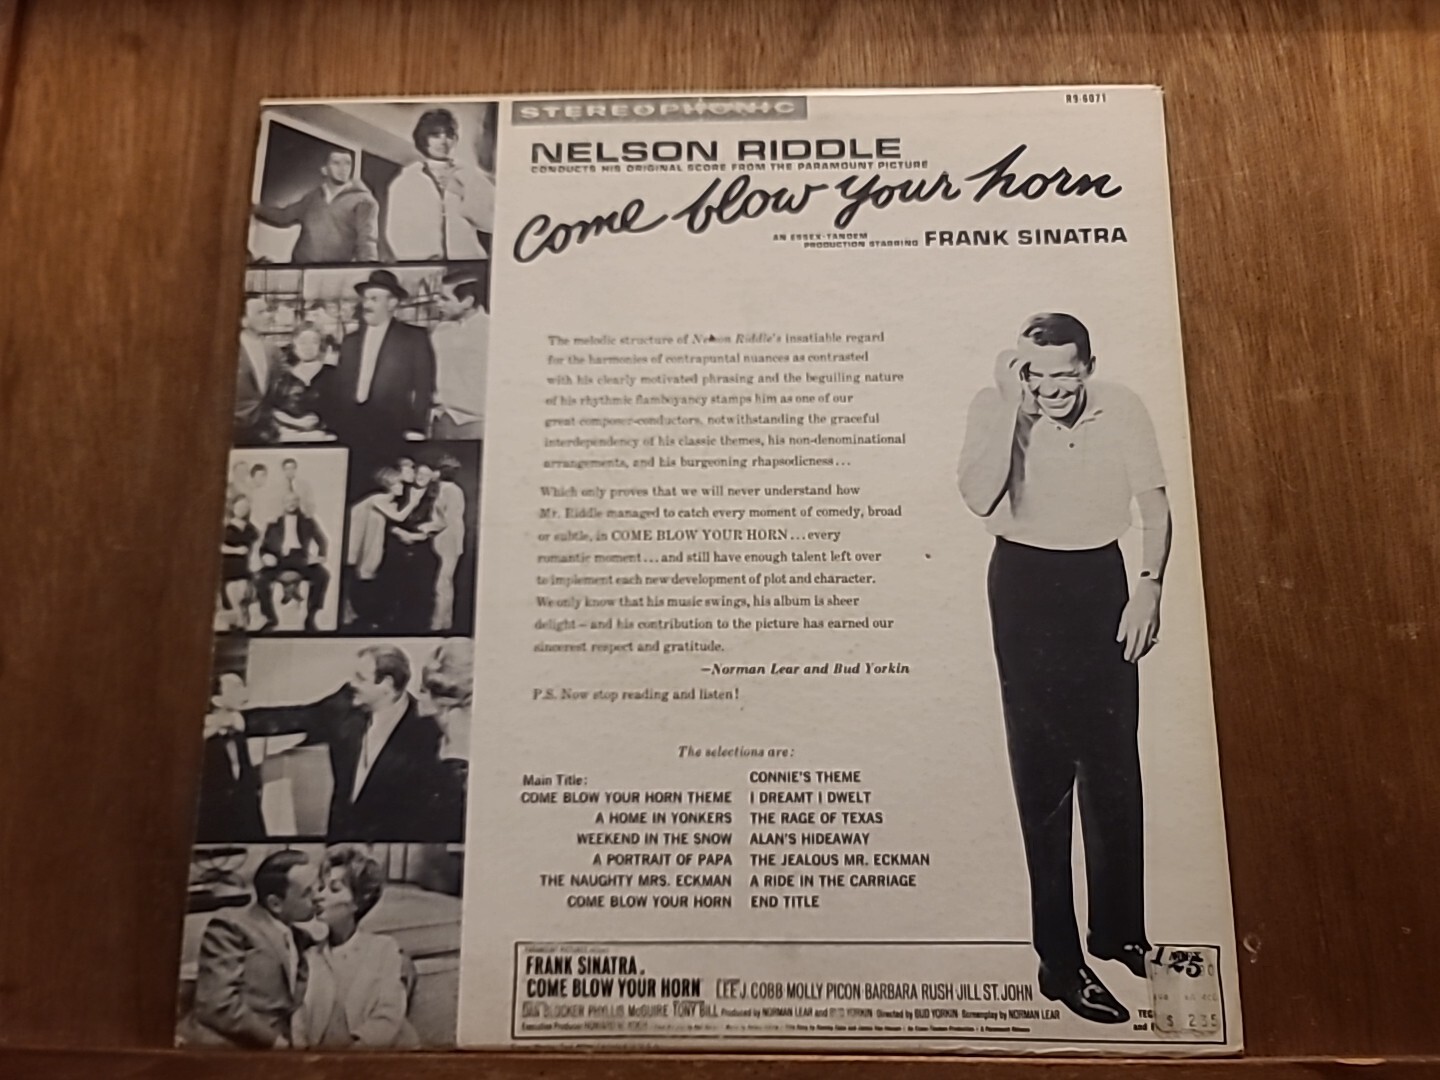 STEREOPHONIC
R9-6071
NELSON RIDDLE
CONDUCTS HIS ORIGINAL SCORE FROM THE PARAMOUNT PICTURE
come blow your horn
AN ESSEX-TANDEM
PRODUCTION STARRING FRANK SINATRA
The melodic structure of Nelson Riddle's insatiable regard
for the harmonies of contrapuntal nuances as contrasted
with his clearly motivated phrasing and the beguiling nature
of his rhythmic flamboyancy stamps him as one of our
great composer-conductors, notwithstanding the graceful
interdependency of his classic themes, his non-denominational
arrangements, and his burgeoning rhapsodicness...
Which only proves that we will never understand how
Mr. Riddle managed to catch every moment of comedy, broad
or subtle, in COME BLOW YOUR HORN...every
romantic moment...and still have enough talent left over
to implement each new development of plot and character.
We only know that his music swings, his album is sheer
delight – and his contribution to the picture has earned our
sincerest respect and gratitude.
—Norman Lear and Bud Yorkin
P.S. Now stop reading and listen!
The selections are:
Main Title:
COME BLOW YOUR HORN THEME
A HOME IN YONKERS
WEEKEND IN THE SNOW
A PORTRAIT OF PAPA
THE NAUGHTY MRS. ECKMAN
COME BLOW YOUR HORN
CONNIE'S THEME
I DREAMT I DWELT
THE RAGE OF TEXAS
ALAN'S HIDEAWAY
THE JEALOUS MR. ECKMAN
A RIDE IN THE CARRIAGE
END TITLE
FRANK SINATRA
'COME BLOW YOUR HORN' LEE J. COBB MOLLY PICON BARBARA RUSH JILL ST. JOHN
DAN BLOCKER PHYLLIS McGUIRE TONY BILL Produced by NORMAN LEAR and BUD YORKIN Directed by BUD YORKIN Screenplay by NORMAN LEAR
Executive Producer
TEC
and
125
$ 2 35